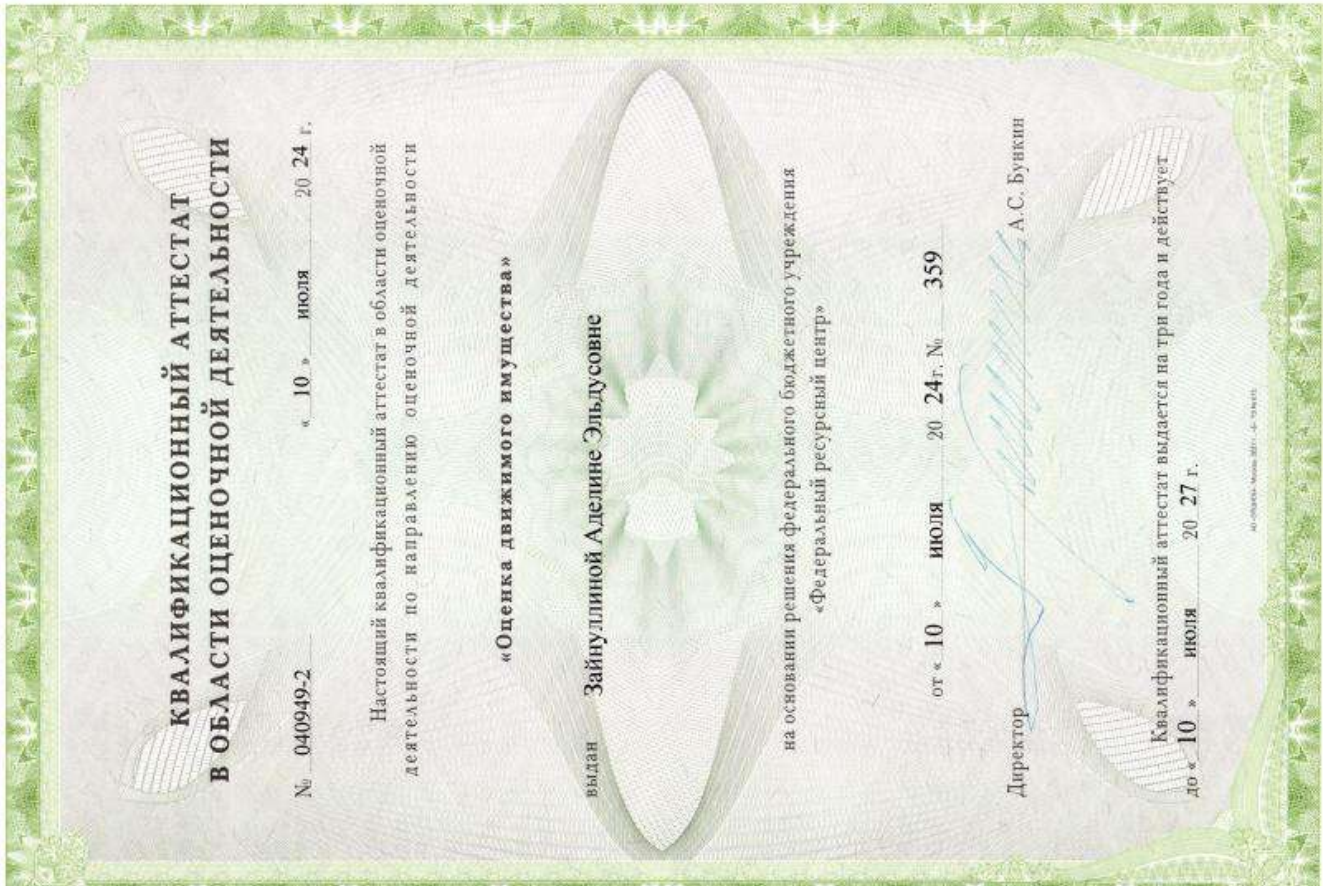 КВАЛИФИКАЦИОННЫЙ АТТЕСТАТ
В ОБЛАСТИ ОЦЕНОЧНОЙ ДЕЯТЕЛЬНОСТИ
№ 040949-2 « 10 » июля 20 24 г.
Настоящий квалификационный аттестат в области оценочной
деятельности по направлению оценочной деятельности
«Оценка движимого имущества»
выдан Зайнуллиной Аделине Эльдусовне
на основании решения федерального бюджетного учреждения
«Федеральный ресурсный центр»
от « 10 » июля 20 24 г. № 359
Директор А.С. Бункин
Квалификационный аттестат выдается на три года и действует
до « 10 » июля 20 27 г.